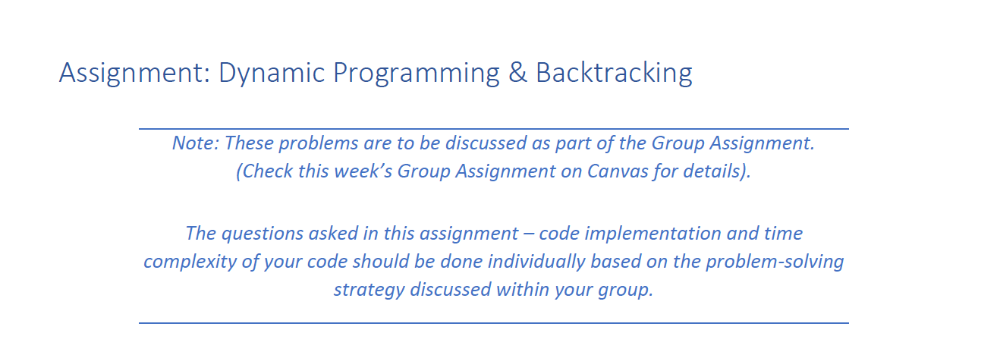 Assignment: Dynamic Programming & Backtracking
Note: These problems are to be discussed as part of the Group Assignment.
(Check this week’s Group Assignment on Canvas for details).
The questions asked in this assignment – code implementation and time
complexity of your code should be done individually based on the problem-solving
strategy discussed within your group.